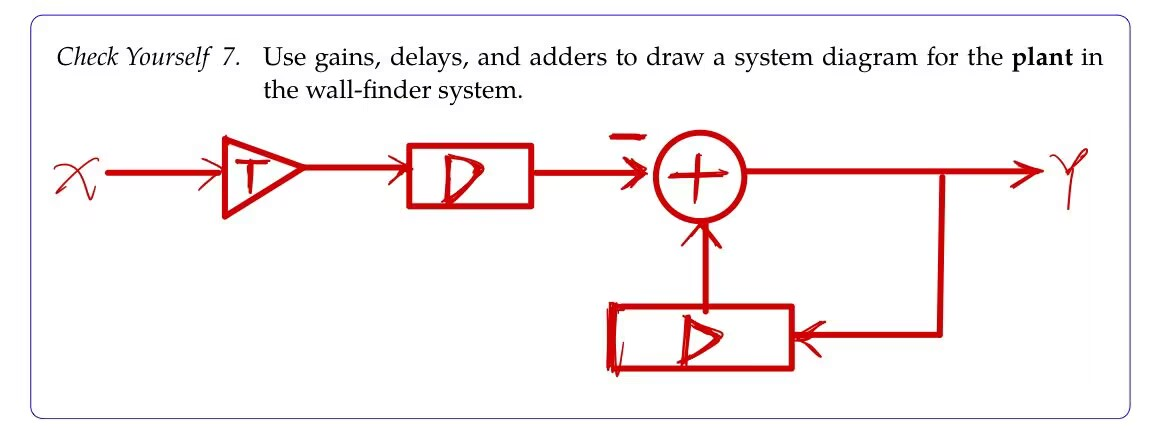 Check Yourself 7. Use gains, delays, and adders to draw a system diagram for the plant in
the wall-finder system.
X T D − + Y
D